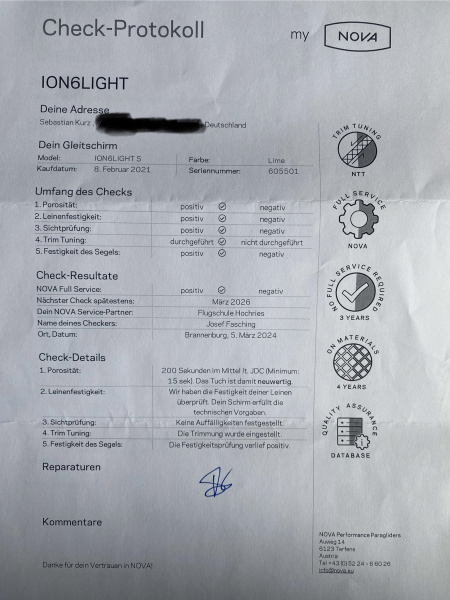 Check-Protokoll
my NOVA
ION6LIGHT
Deine Adresse
Sebastian Kurz, Deutschland
Dein Gleitschirm
Model: ION6LIGHT S Farbe: Lime
Kaufdatum: 8. Februar 2021 Seriennummer: 605501
Umfang des Checks
1. Porosität: positiv negativ
2. Leinenfestigkeit: positiv negativ
3. Sichtprüfung: positiv negativ
4. Trim Tuning: durchgeführt nicht durchgeführt
5. Festigkeit des Segels: positiv negativ
Check-Resultate
NOVA Full Service: positiv negativ
Nächster Check spätestens: März 2026
Dein NOVA Service-Partner: Flugschule Hochries
Name deines Checkers: Josef Fasching
Ort, Datum: Brannenburg, 5. März 2024
Check-Details
1. Porosität: 200 Sekunden im Mittel lt. JDC (Minimum:
15 sek). Das Tuch ist damit neuwertig.
2. Leinenfestigkeit: Wir haben die Festigkeit deiner Leinen
überprüft. Dein Schirm erfüllt die
technischen Vorgaben.
3. Sichtprüfung: Keine Auffälligkeiten festgestellt.
4. Trim Tuning: Die Trimmung wurde eingestellt.
5. Festigkeit des Segels: Die Festigkeitsprüfung verlief positiv.
Reparaturen
Kommentare
Danke für dein Vertrauen in NOVA!
TRIM TUNING
NTT
FULL SERVICE
NOVA
NO FULL SERVICE REQUIRED
3 YEARS
ON MATERIALS
4 YEARS
QUALITY ASSURANCE
DATABASE
NOVA Performance Paragliders
Auweg 14
6123 Terfens
Austria
Tel +43 (0) 52 24 - 6 60 26
info@nova.eu